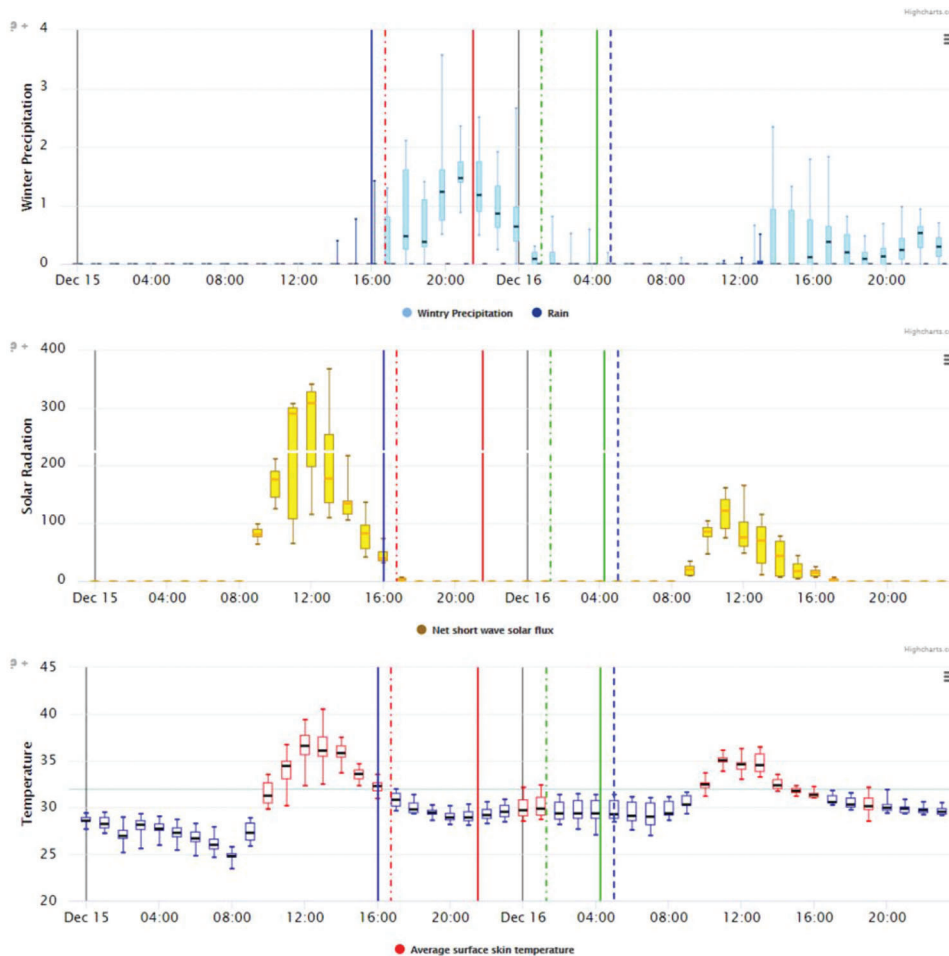 Highcharts.c
4
3
2
1
0
Winter Precipitation
Dec 15 04:00 08:00 12:00 16:00 20:00 Dec 16 04:00 08:00 12:00 16:00 20:00
Wintry Precipitation Rain
Highcharts.c
400
300
200
100
0
Solar Radation
Dec 15 04:00 08:00 12:00 16:00 20:00 Dec 16 04:00 08:00 12:00 16:00 20:00
Net short wave solar flux
Highcharts.c
45
40
35
30
25
20
Temperature
Dec 15 04:00 08:00 12:00 16:00 20:00 Dec 16 04:00 08:00 12:00 16:00 20:00
Average surface skin temperature